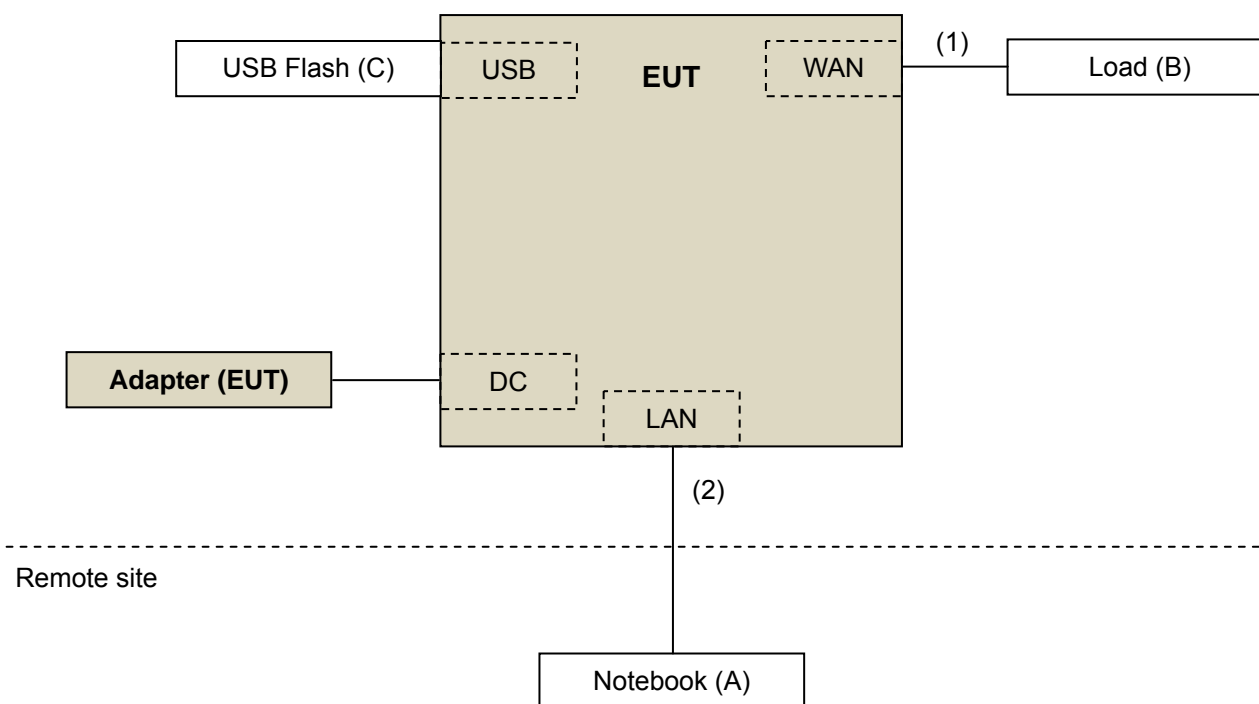 (1)
USB Flash (C)
USB
EUT
WAN
Load (B)
Adapter (EUT)
DC
LAN
(2)
Remote site
Notebook (A)